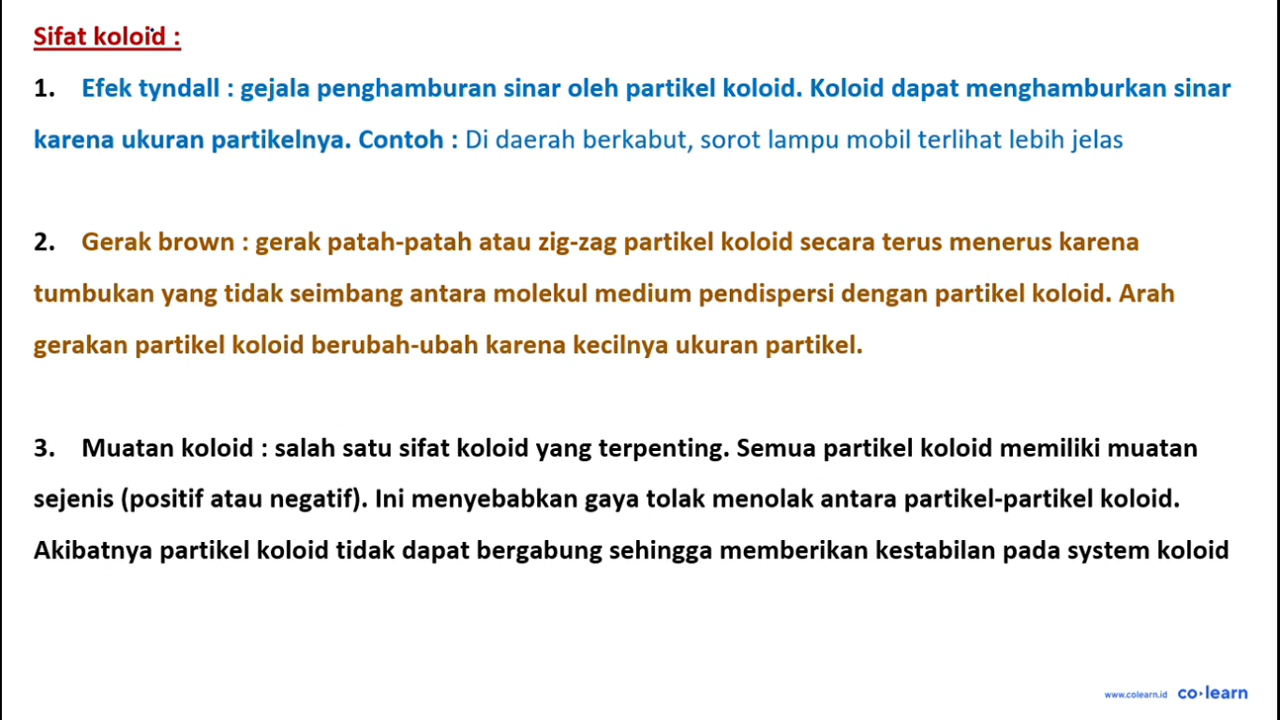 Sifat koloid :
1. Efek tyndall : gejala penghamburan sinar oleh partikel koloid. Koloid dapat menghamburkan sinar
karena ukuran partikelnya. Contoh : Di daerah berkabut, sorot lampu mobil terlihat lebih jelas
2. Gerak brown : gerak patah-patah atau zig-zag partikel koloid secara terus menerus karena
tumbukan yang tidak seimbang antara molekul medium pendispersi dengan partikel koloid. Arah
gerakan partikel koloid berubah-ubah karena kecilnya ukuran partikel.
3. Muatan koloid : salah satu sifat koloid yang terpenting. Semua partikel koloid memiliki muatan
sejenis (positif atau negatif). Ini menyebabkan gaya tolak menolak antara partikel-partikel koloid.
Akibatnya partikel koloid tidak dapat bergabung sehingga memberikan kestabilan pada system koloid
www.colearn.id co·learn